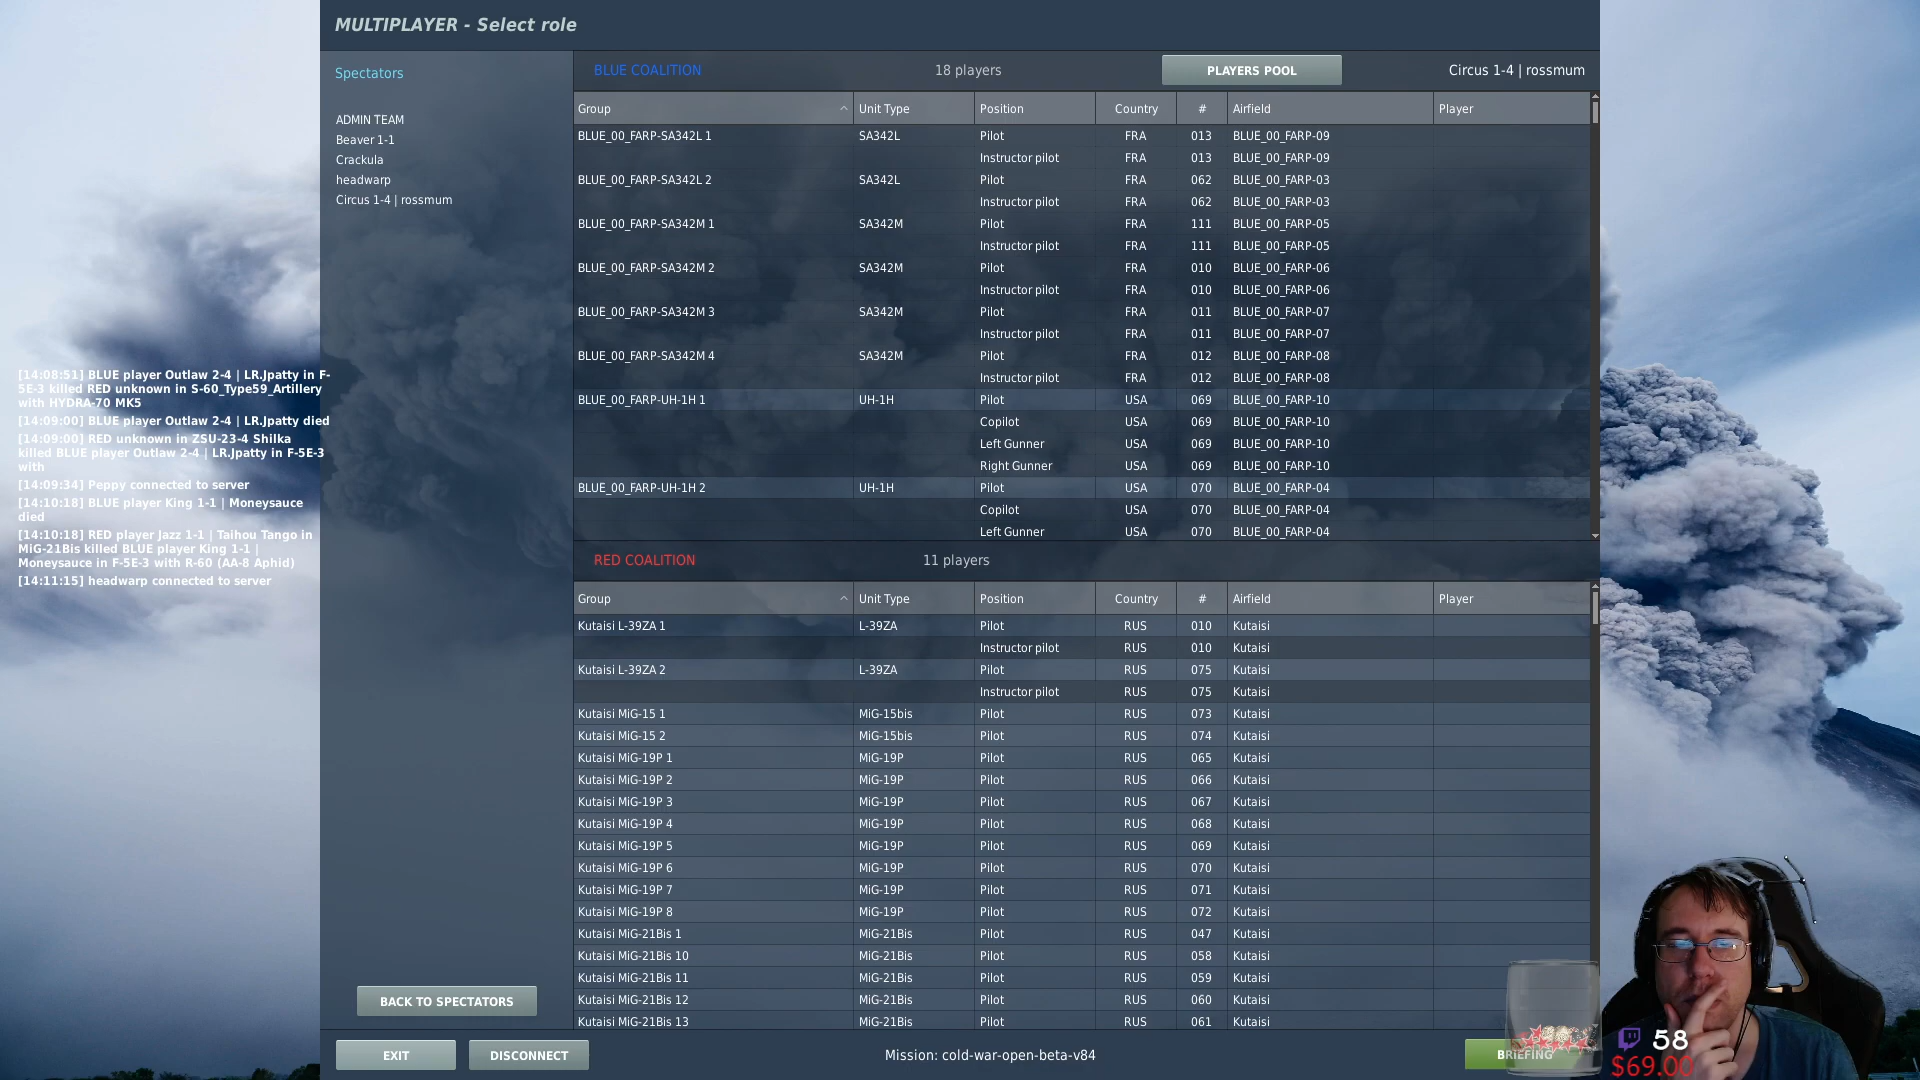 MULTIPLAYER - Select role
Spectators
ADMIN TEAM
Beaver 1-1
Crackula
headwarp
Circus 1-4 | rossmum
[14:08:51] BLUE player Outlaw 2-4 | LR.Jpatty in F-
5E-3 killed RED unknown in S-60_Type59_Artillery
with HYDRA-70 MK5
[14:09:00] BLUE player Outlaw 2-4 | LR.Jpatty died
[14:09:00] RED unknown in ZSU-23-4 Shilka
killed BLUE player Outlaw 2-4 | LR.Jpatty in F-5E-3
with
[14:09:34] Peppy connected to server
[14:10:18] BLUE player King 1-1 | Moneysauce
died
[14:10:18] RED player Jazz 1-1 | Taihou Tango in
MiG-21Bis killed BLUE player King 1-1 |
Moneysauce in F-5E-3 with R-60 (AA-8 Aphid)
[14:11:15] headwarp connected to server
BLUE COALITION 18 players PLAYERS POOL Circus 1-4 | rossmum
Group Unit Type Position Country # Airfield Player
BLUE_00_FARP-SA342L 1 SA342L Pilot FRA 013 BLUE_00_FARP-09
Instructor pilot FRA 013 BLUE_00_FARP-09
BLUE_00_FARP-SA342L 2 SA342L Pilot FRA 062 BLUE_00_FARP-03
Instructor pilot FRA 062 BLUE_00_FARP-03
BLUE_00_FARP-SA342M 1 SA342M Pilot FRA 111 BLUE_00_FARP-05
Instructor pilot FRA 111 BLUE_00_FARP-05
BLUE_00_FARP-SA342M 2 SA342M Pilot FRA 010 BLUE_00_FARP-06
Instructor pilot FRA 010 BLUE_00_FARP-06
BLUE_00_FARP-SA342M 3 SA342M Pilot FRA 011 BLUE_00_FARP-07
Instructor pilot FRA 011 BLUE_00_FARP-07
BLUE_00_FARP-SA342M 4 SA342M Pilot FRA 012 BLUE_00_FARP-08
Instructor pilot FRA 012 BLUE_00_FARP-08
BLUE_00_FARP-UH-1H 1 UH-1H Pilot USA 069 BLUE_00_FARP-10
Copilot USA 069 BLUE_00_FARP-10
Left Gunner USA 069 BLUE_00_FARP-10
Right Gunner USA 069 BLUE_00_FARP-10
BLUE_00_FARP-UH-1H 2 UH-1H Pilot USA 070 BLUE_00_FARP-04
Copilot USA 070 BLUE_00_FARP-04
Left Gunner USA 070 BLUE_00_FARP-04
RED COALITION 11 players
Group Unit Type Position Country # Airfield Player
Kutaisi L-39ZA 1 L-39ZA Pilot RUS 010 Kutaisi
Instructor pilot RUS 010 Kutaisi
Kutaisi L-39ZA 2 L-39ZA Pilot RUS 075 Kutaisi
Instructor pilot RUS 075 Kutaisi
Kutaisi MiG-15 1 MiG-15bis Pilot RUS 073 Kutaisi
Kutaisi MiG-15 2 MiG-15bis Pilot RUS 074 Kutaisi
Kutaisi MiG-19P 1 MiG-19P Pilot RUS 065 Kutaisi
Kutaisi MiG-19P 2 MiG-19P Pilot RUS 066 Kutaisi
Kutaisi MiG-19P 3 MiG-19P Pilot RUS 067 Kutaisi
Kutaisi MiG-19P 4 MiG-19P Pilot RUS 068 Kutaisi
Kutaisi MiG-19P 5 MiG-19P Pilot RUS 069 Kutaisi
Kutaisi MiG-19P 6 MiG-19P Pilot RUS 070 Kutaisi
Kutaisi MiG-19P 7 MiG-19P Pilot RUS 071 Kutaisi
Kutaisi MiG-19P 8 MiG-19P Pilot RUS 072 Kutaisi
Kutaisi MiG-21Bis 1 MiG-21Bis Pilot RUS 047 Kutaisi
Kutaisi MiG-21Bis 10 MiG-21Bis Pilot RUS 058 Kutaisi
Kutaisi MiG-21Bis 11 MiG-21Bis Pilot RUS 059 Kutaisi
Kutaisi MiG-21Bis 12 MiG-21Bis Pilot RUS 060 Kutaisi
Kutaisi MiG-21Bis 13 MiG-21Bis Pilot RUS 061 Kutaisi
BACK TO SPECTATORS
EXIT DISCONNECT Mission: cold-war-open-beta-v84 BRIEFING
58
$69.00